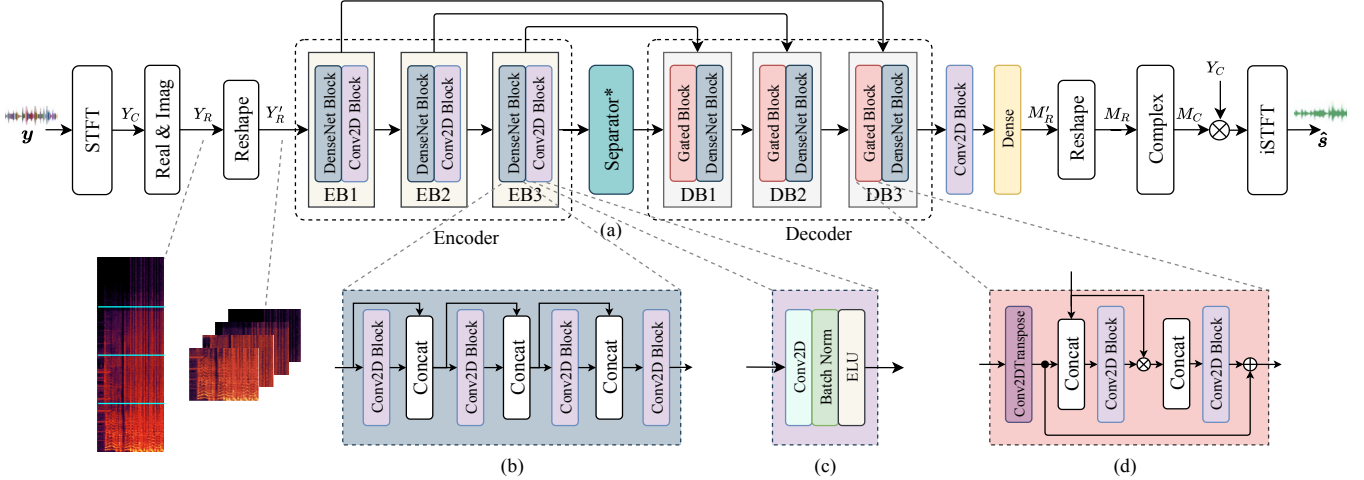 y
STFT
Y_C
Real & Imag
Y_R
Reshape
Y'_R
DenseNet Block
Conv2D Block
EB1
DenseNet Block
Conv2D Block
EB2
DenseNet Block
Conv2D Block
EB3
Encoder
(a)
Separator*
Gated Block
DenseNet Block
DB1
Gated Block
DenseNet Block
DB2
Gated Block
DenseNet Block
DB3
Decoder
Conv2D Block
Dense
M'_R
Reshape
M_R
Complex
M_C
Y_C
iSTFT
ŝ
Conv2D Block
Concat
Conv2D Block
Concat
Conv2D Block
Concat
Conv2D Block
(b)
Conv2D
Batch Norm
ELU
(c)
Conv2DTranspose
Concat
Conv2D Block
Concat
Conv2D Block
(d)